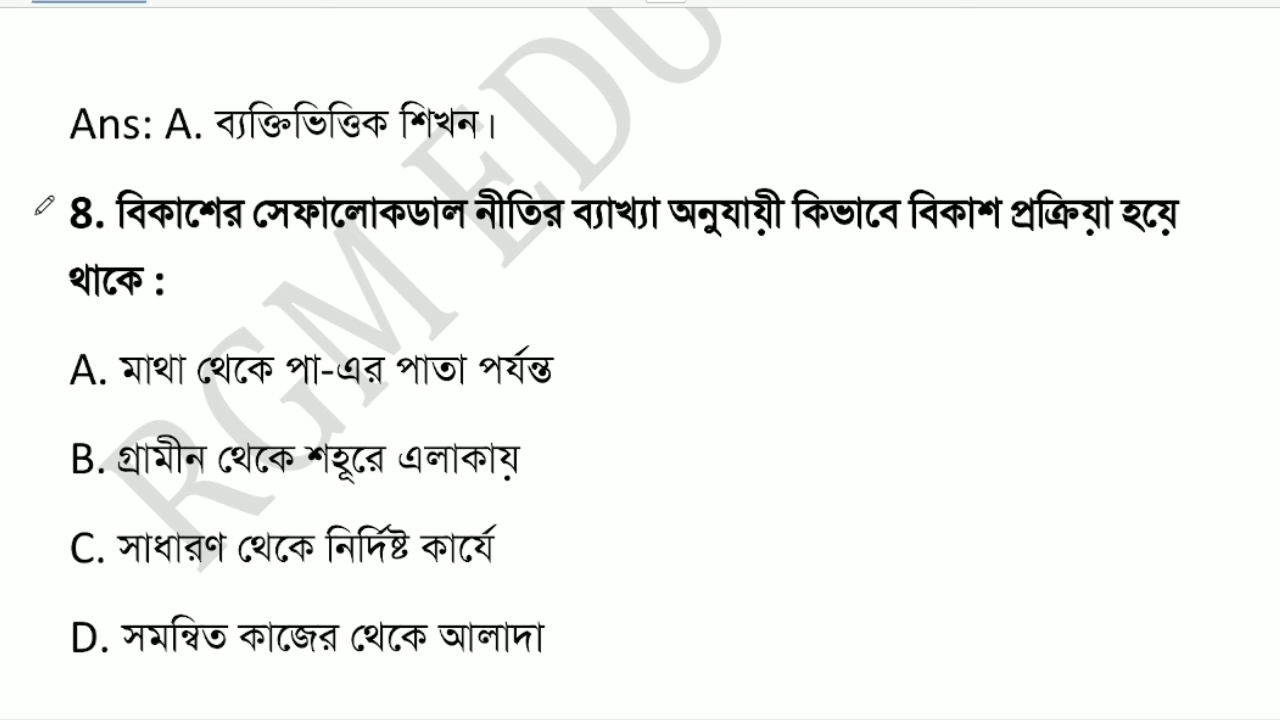 Ans: A. ব্যক্তিভিত্তিক শিখন।
8. বিকাশের সেফালোকডাল নীতির ব্যাখ্যা অনুযায়ী কিভাবে বিকাশ প্রক্রিয়া হয়ে
থাকে :
A. মাথা থেকে পা-এর পাতা পর্যন্ত
B. গ্রামীন থেকে শহূরে এলাকায়
C. সাধারণ থেকে নির্দিষ্ট কার্যে
D. সমন্বিত কাজের থেকে আলাদা
RGM EDU